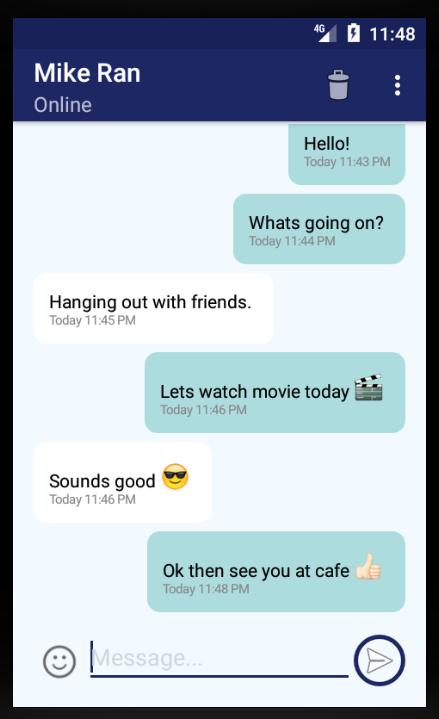 4G 11:48
Mike Ran
Online
Hello!
Today 11:43 PM
Whats going on?
Today 11:44 PM
Hanging out with friends.
Today 11:45 PM
Lets watch movie today 🎬
Today 11:46 PM
Sounds good 😎
Today 11:46 PM
Ok then see you at cafe 👍🏻
Today 11:48 PM
Message...